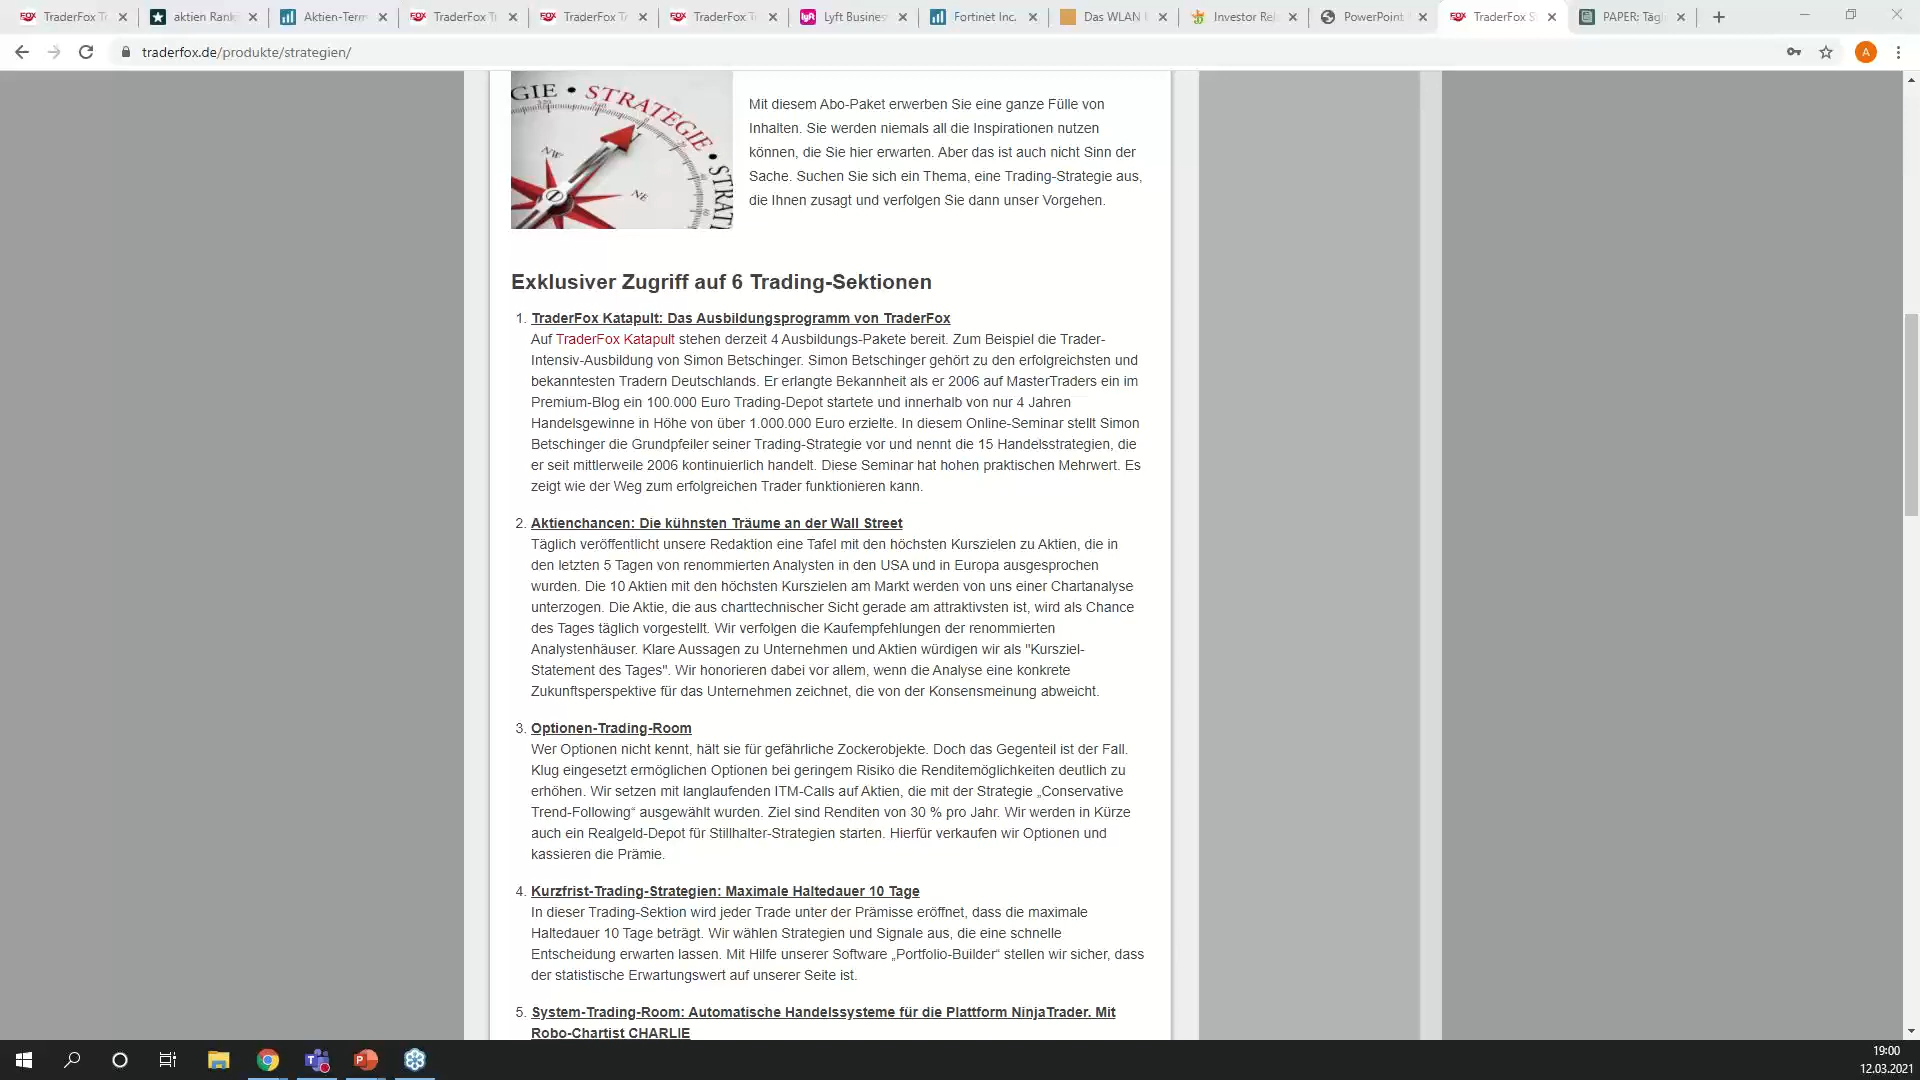 TraderFox Tr
aktien Rank
Aktien-Term
TraderFox Tr
TraderFox Tr
TraderFox Tr
Lyft Busines
Fortinet Inc.
Das WLAN
Investor Rel
PowerPoint
TraderFox S
PAPER: Tägl
traderfox.de/produkte/strategien/
A
GIE • STRATEGIE • STRAT
NW
NE
Mit diesem Abo-Paket erwerben Sie eine ganze Fülle von
Inhalten. Sie werden niemals all die Inspirationen nutzen
können, die Sie hier erwarten. Aber das ist auch nicht Sinn der
Sache. Suchen Sie sich ein Thema, eine Trading-Strategie aus,
die Ihnen zusagt und verfolgen Sie dann unser Vorgehen.
Exklusiver Zugriff auf 6 Trading-Sektionen
1. TraderFox Katapult: Das Ausbildungsprogramm von TraderFox
Auf TraderFox Katapult stehen derzeit 4 Ausbildungs-Pakete bereit. Zum Beispiel die Trader-
Intensiv-Ausbildung von Simon Betschinger. Simon Betschinger gehört zu den erfolgreichsten und
bekanntesten Tradern Deutschlands. Er erlangte Bekannheit als er 2006 auf MasterTraders ein im
Premium-Blog ein 100.000 Euro Trading-Depot startete und innerhalb von nur 4 Jahren
Handelsgewinne in Höhe von über 1.000.000 Euro erzielte. In diesem Online-Seminar stellt Simon
Betschinger die Grundpfeiler seiner Trading-Strategie vor und nennt die 15 Handelsstrategien, die
er seit mittlerweile 2006 kontinuierlich handelt. Diese Seminar hat hohen praktischen Mehrwert. Es
zeigt wie der Weg zum erfolgreichen Trader funktionieren kann.
2. Aktienchancen: Die kühnsten Träume an der Wall Street
Täglich veröffentlicht unsere Redaktion eine Tafel mit den höchsten Kurszielen zu Aktien, die in
den letzten 5 Tagen von renommierten Analysten in den USA und in Europa ausgesprochen
wurden. Die 10 Aktien mit den höchsten Kurszielen am Markt werden von uns einer Chartanalyse
unterzogen. Die Aktie, die aus charttechnischer Sicht gerade am attraktivsten ist, wird als Chance
des Tages täglich vorgestellt. Wir verfolgen die Kaufempfehlungen der renommierten
Analystenhäuser. Klare Aussagen zu Unternehmen und Aktien würdigen wir als "Kursziel-
Statement des Tages". Wir honorieren dabei vor allem, wenn die Analyse eine konkrete
Zukunftsperspektive für das Unternehmen zeichnet, die von der Konsensmeinung abweicht.
3. Optionen-Trading-Room
Wer Optionen nicht kennt, hält sie für gefährliche Zockerobjekte. Doch das Gegenteil ist der Fall.
Klug eingesetzt ermöglichen Optionen bei geringem Risiko die Renditemöglichkeiten deutlich zu
erhöhen. Wir setzen mit langlaufenden ITM-Calls auf Aktien, die mit der Strategie „Conservative
Trend-Following“ ausgewählt wurden. Ziel sind Renditen von 30 % pro Jahr. Wir werden in Kürze
auch ein Realgeld-Depot für Stillhalter-Strategien starten. Hierfür verkaufen wir Optionen und
kassieren die Prämie.
4. Kurzfrist-Trading-Strategien: Maximale Haltedauer 10 Tage
In dieser Trading-Sektion wird jeder Trade unter der Prämisse eröffnet, dass die maximale
Haltedauer 10 Tage beträgt. Wir wählen Strategien und Signale aus, die eine schnelle
Entscheidung erwarten lassen. Mit Hilfe unserer Software „Portfolio-Builder“ stellen wir sicher, dass
der statistische Erwartungswert auf unserer Seite ist.
5. System-Trading-Room: Automatische Handelssysteme für die Plattform NinjaTrader. Mit
Robo-Chartist CHARLIE
19:00
12.03.2021